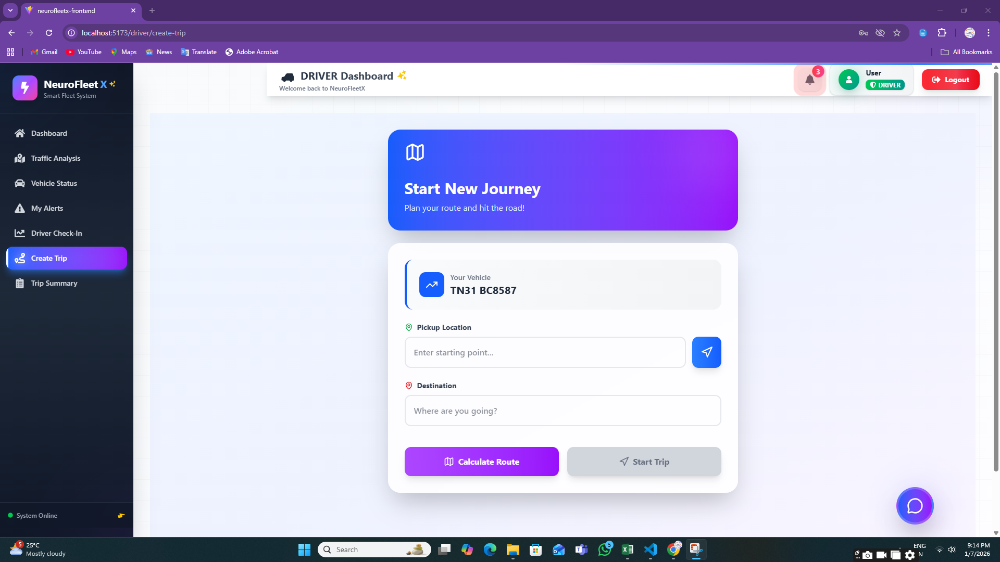 neurofleetx-frontend
localhost:5173/driver/create-trip
Gmail
YouTube
Maps
News
Translate
Adobe Acrobat
All Bookmarks
NeuroFleet X
Smart Fleet System
Dashboard
Traffic Analysis
Vehicle Status
My Alerts
Driver Check-In
Create Trip
Trip Summary
System Online
DRIVER Dashboard
Welcome back to NeuroFleetX
3
User
DRIVER
Logout
Start New Journey
Plan your route and hit the road!
Your Vehicle
TN31 BC8587
Pickup Location
Enter starting point...
Destination
Where are you going?
Calculate Route
Start Trip
5
25°C
Mostly cloudy
Search
5
ENG
N
9:14 PM
1/7/2026